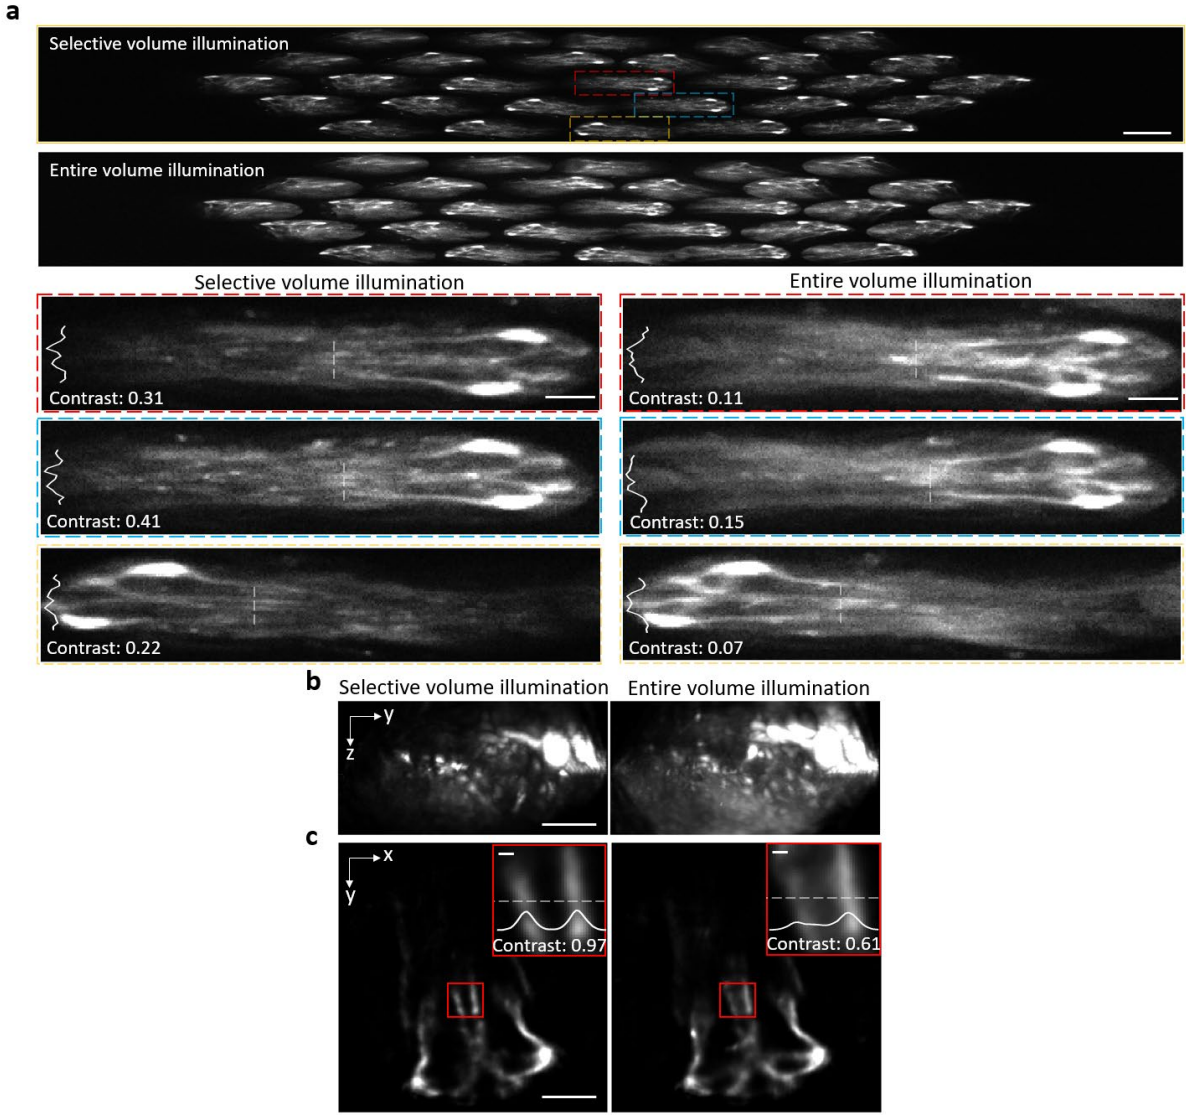 a
Selective volume illumination
Entire volume illumination
Selective volume illumination
Entire volume illumination
Contrast: 0.31
Contrast: 0.11
Contrast: 0.41
Contrast: 0.15
Contrast: 0.22
Contrast: 0.07
b
Selective volume illumination
Entire volume illumination
y
z
c
x
y
Contrast: 0.97
Contrast: 0.61